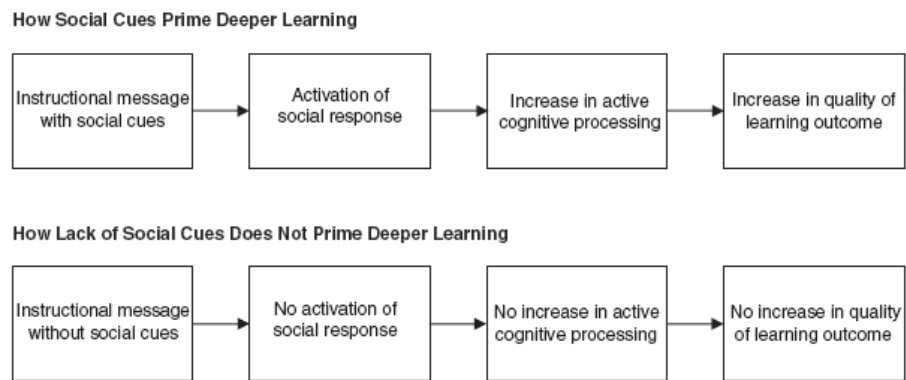 How Social Cues Prime Deeper Learning
Instructional message
with social cues
Activation of
social response
Increase in active
cognitive processing
Increase in quality of
learning outcome
How Lack of Social Cues Does Not Prime Deeper Learning
Instructional message
without social cues
No activation of
social response
No increase in active
cognitive processing
No increase in quality
of learning outcome